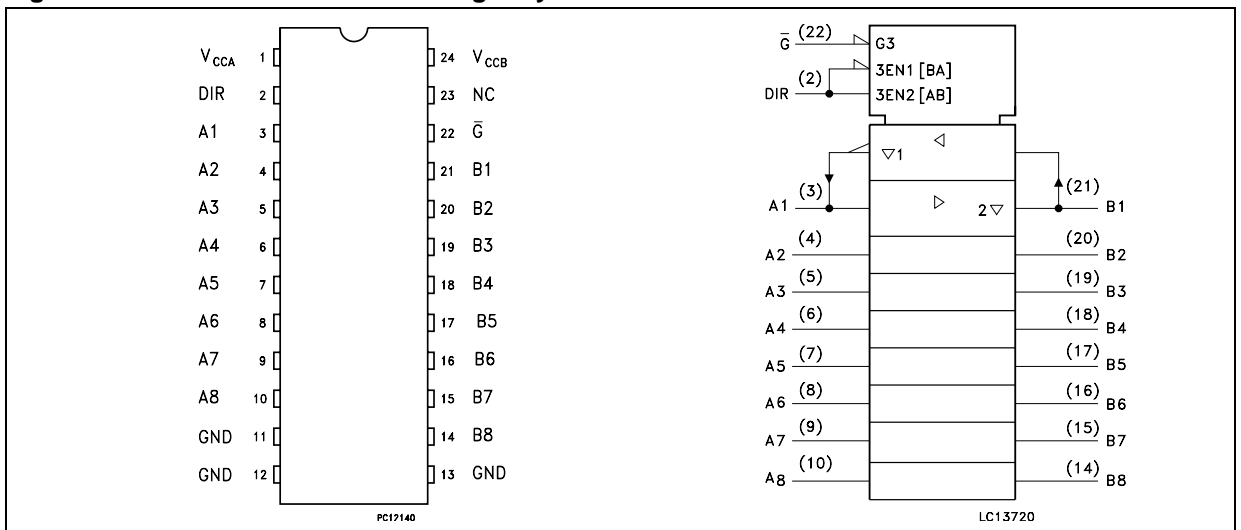 VCCA 1 24 VCCB
DIR 2 23 NC
A1 3 22 G̅
A2 4 21 B1
A3 5 20 B2
A4 6 19 B3
A5 7 18 B4
A6 8 17 B5
A7 9 16 B6
A8 10 15 B7
GND 11 14 B8
GND 12 13 GND
PC12140
G̅ (22) G3
3EN1 [BA]
DIR (2) 3EN2 [AB]
▽1 ◁
A1 (3) ▷ 2▽ (21) B1
A2 (4) (20) B2
A3 (5) (19) B3
A4 (6) (18) B4
A5 (7) (17) B5
A6 (8) (16) B6
A7 (9) (15) B7
A8 (10) (14) B8
LC13720